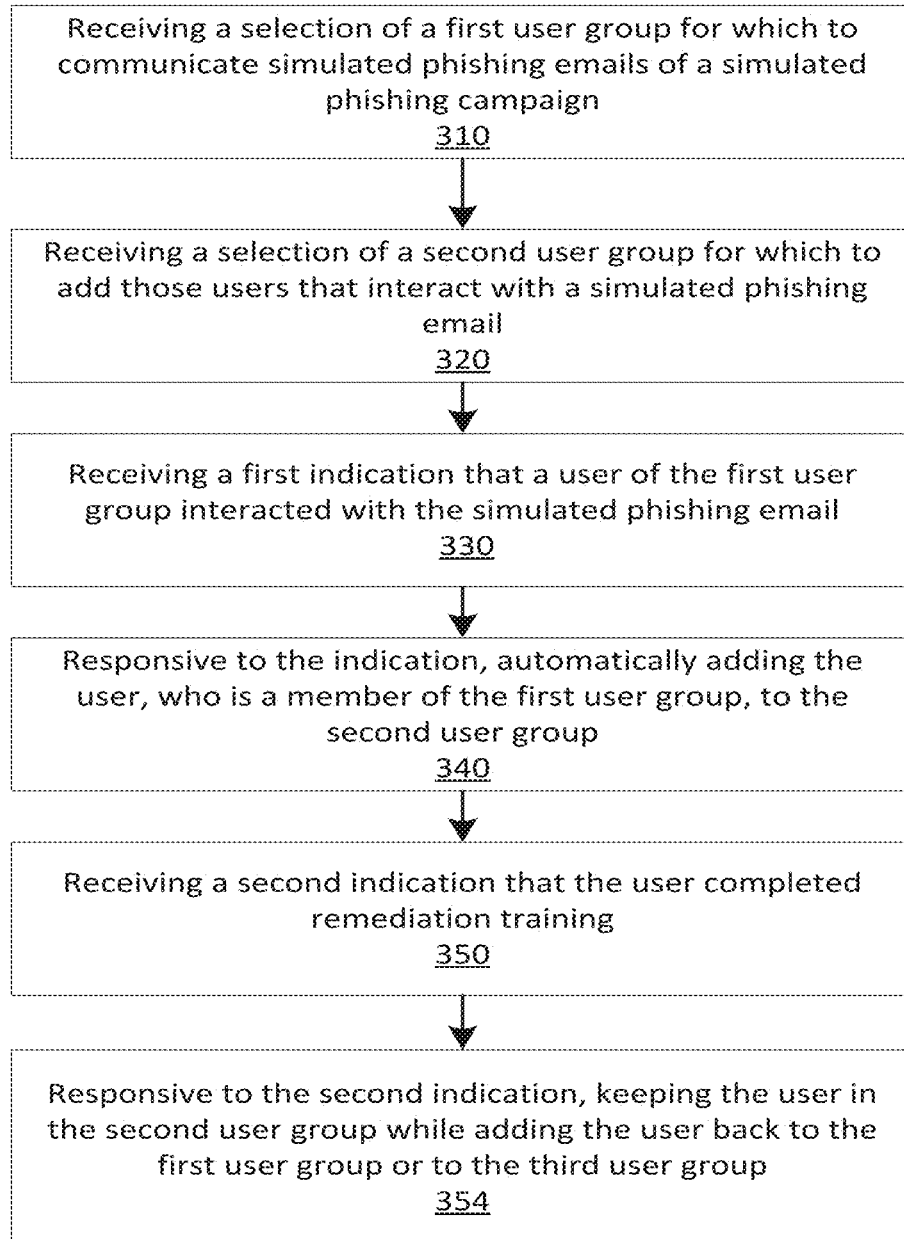 Receiving a selection of a first user group for which to
communicate simulated phishing emails of a simulated
phishing campaign
310
Receiving a selection of a second user group for which to
add those users that interact with a simulated phishing
email
320
Receiving a first indication that a user of the first user
group interacted with the simulated phishing email
330
Responsive to the indication, automatically adding the
user, who is a member of the first user group, to the
second user group
340
Receiving a second indication that the user completed
remediation training
350
Responsive to the second indication, keeping the user in
the second user group while adding the user back to the
first user group or to the third user group
354